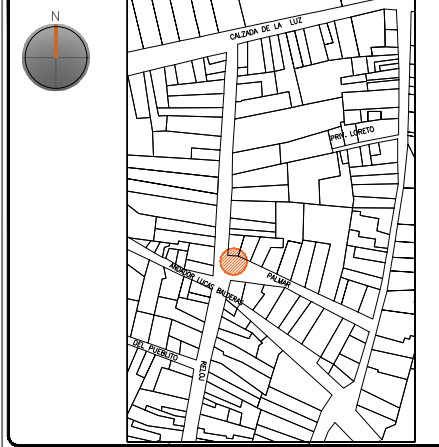 N
CALZADA DE LA LUZ
PRIV. LORETO
ANDADOR LUCAS BALDERAS
PALMAR
DEL PUEBLITO
RELOJ